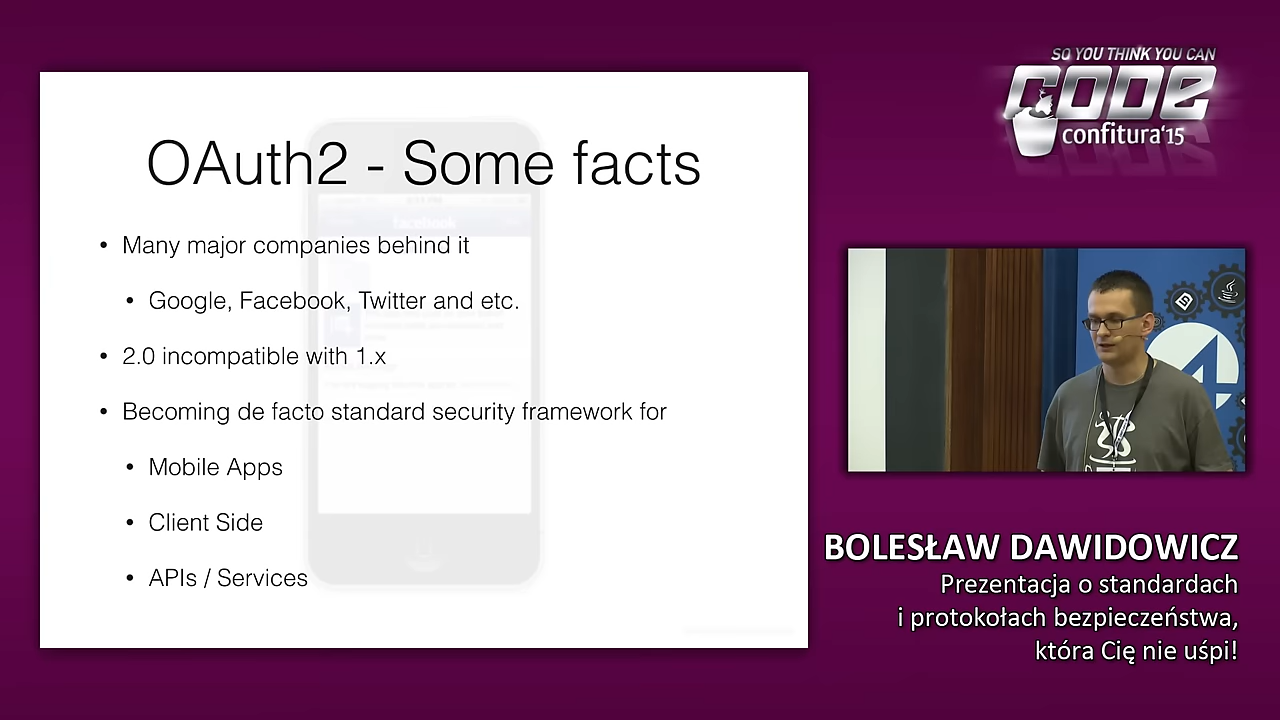 OAuth2 - Some facts
• Many major companies behind it
• Google, Facebook, Twitter and etc.
• 2.0 incompatible with 1.x
• Becoming de facto standard security framework for
• Mobile Apps
• Client Side
• APIs / Services
facebook
SO YOU THINK YOU CAN
CODE
confitura'15
4
BOLESŁAW DAWIDOWICZ
Prezentacja o standardach
i protokołach bezpieczeństwa,
która Cię nie uśpi!